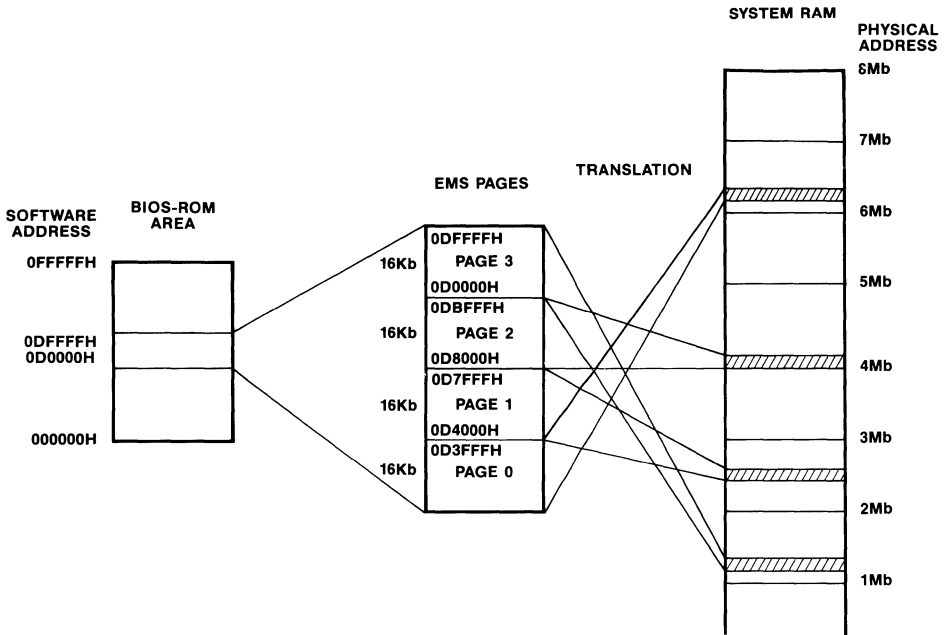 SYSTEM RAM
PHYSICAL
ADDRESS
8Mb
7Mb
6Mb
5Mb
4Mb
3Mb
2Mb
1Mb
TRANSLATION
EMS PAGES
0DFFFFH
16Kb
PAGE 3
0D0000H
0DBFFFH
16Kb
PAGE 2
0D8000H
0D7FFFH
16Kb
PAGE 1
0D4000H
0D3FFFH
16Kb
PAGE 0
SOFTWARE
ADDRESS
BIOS-ROM
AREA
0FFFFFH
0DFFFFH
0D0000H
000000H